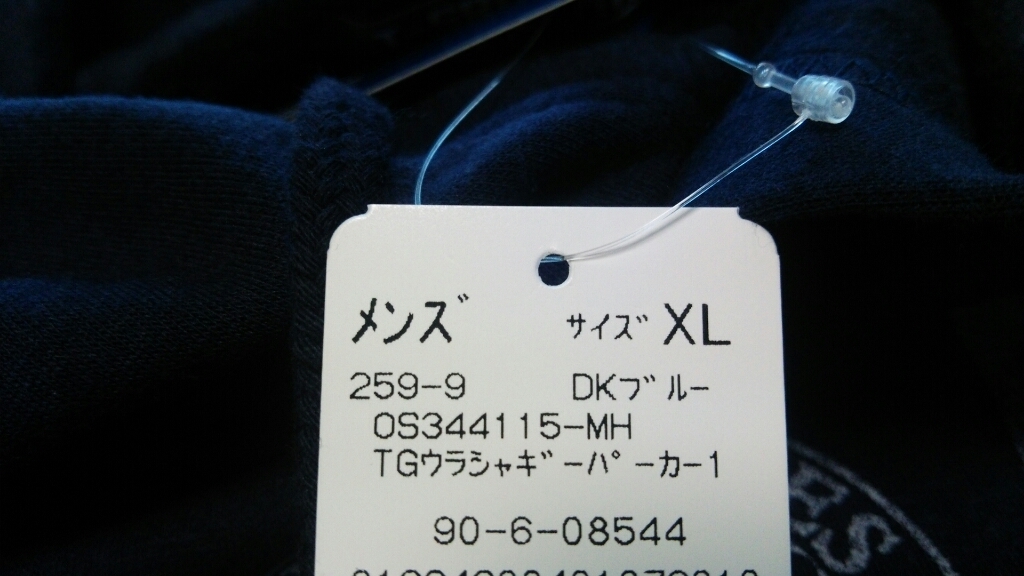 メンズ サイズ XL
259-9 DKブルー
OS344115-MH
TGウラシャギーパーカー1
90-6-08544